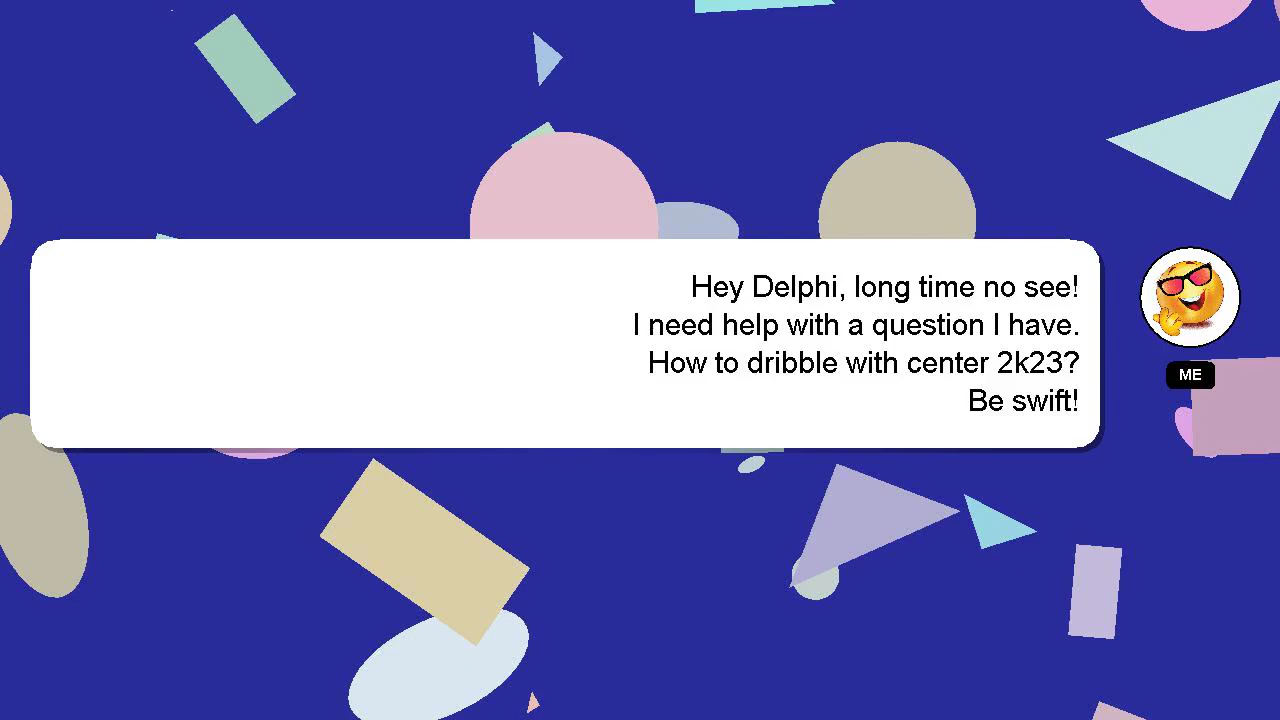 Hey Delphi, long time no see!
I need help with a question I have.
How to dribble with center 2k23?
Be swift!
ME